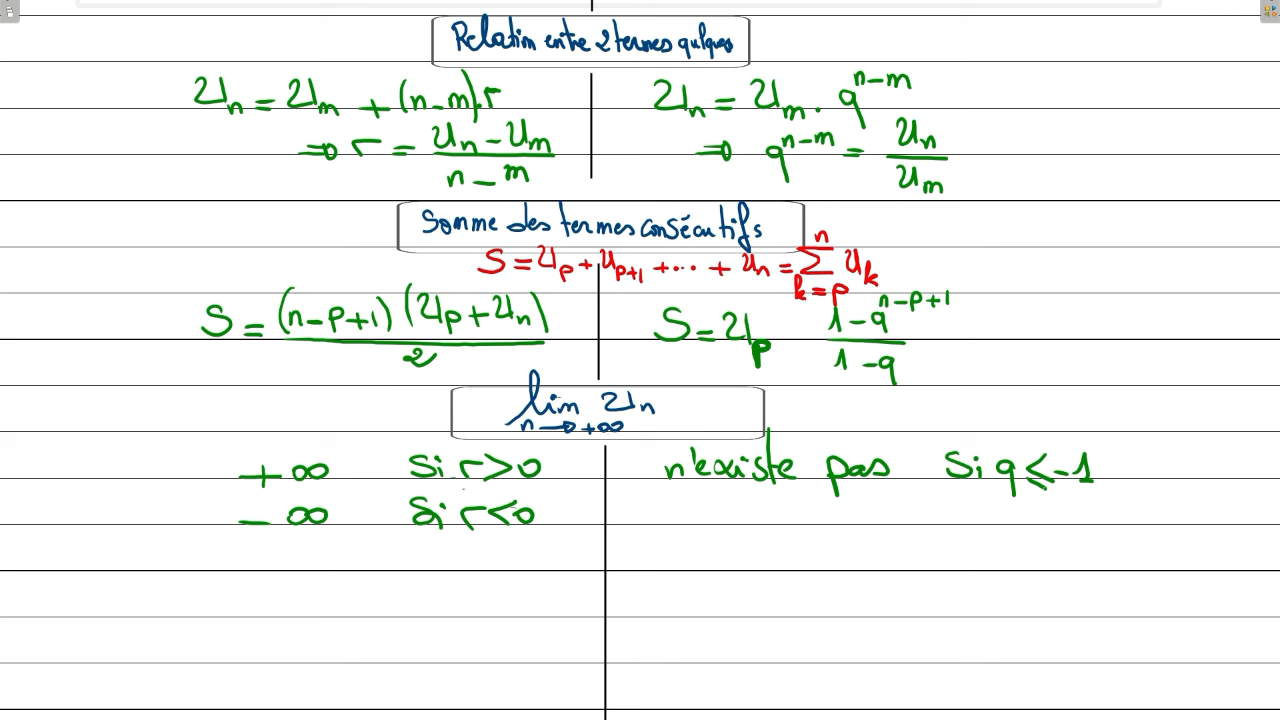 Relation entre 2 termes qulqus
Un = Um + (n-m).r
⇒ r = (Un - Um) / (n - m)
Un = Um . q^(n-m)
⇒ q^(n-m) = Un / Um
Somme des termes consécutifs
S = Up + Up+1 + ... + Un = Σ_{k=p}^{n} Uk
S = (n-p+1)(Up+Un) / 2
S = Up (1 - q^(n-p+1)) / (1 - q)
lim Un
n→+∞
+∞ si r>0
-∞ si r<0
n'existe pas si q ≤ -1